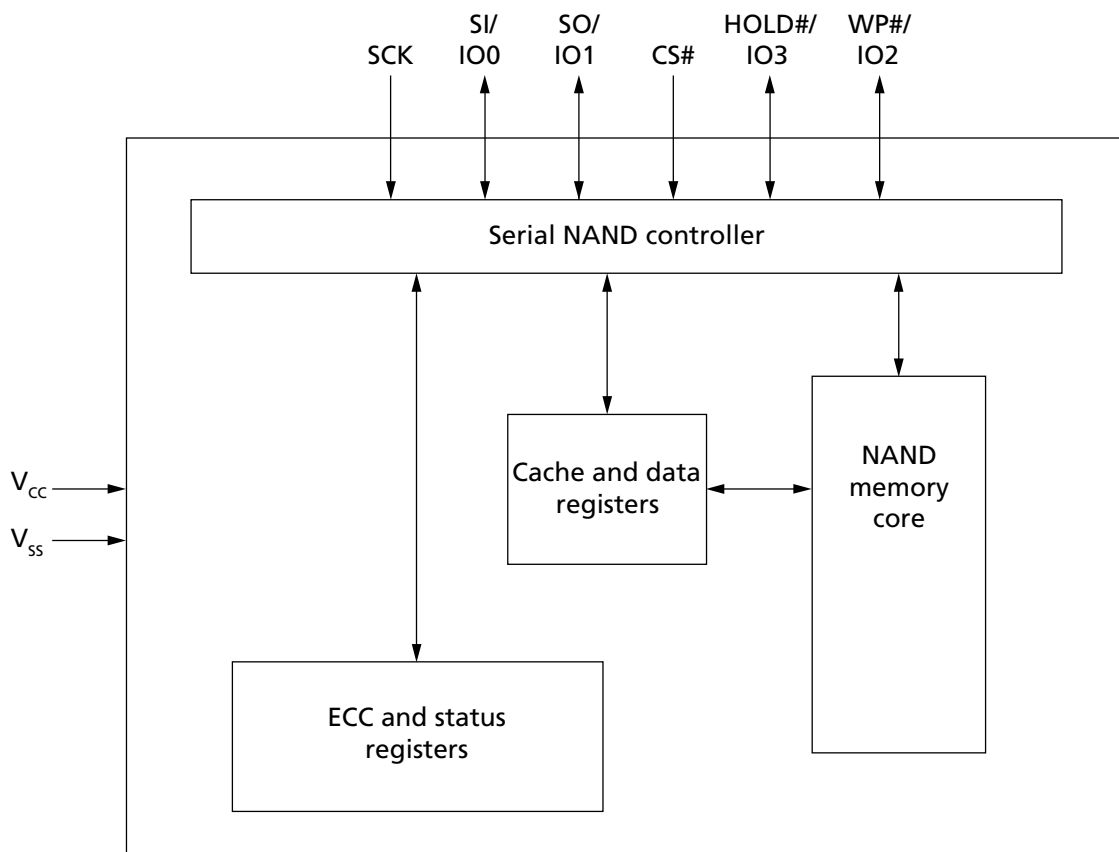 SCK
SI/
IO0
SO/
IO1
CS#
HOLD#/
IO3
WP#/
IO2
Serial NAND controller
Cache and data
registers
NAND
memory
core
VCC
VSS
ECC and status
registers